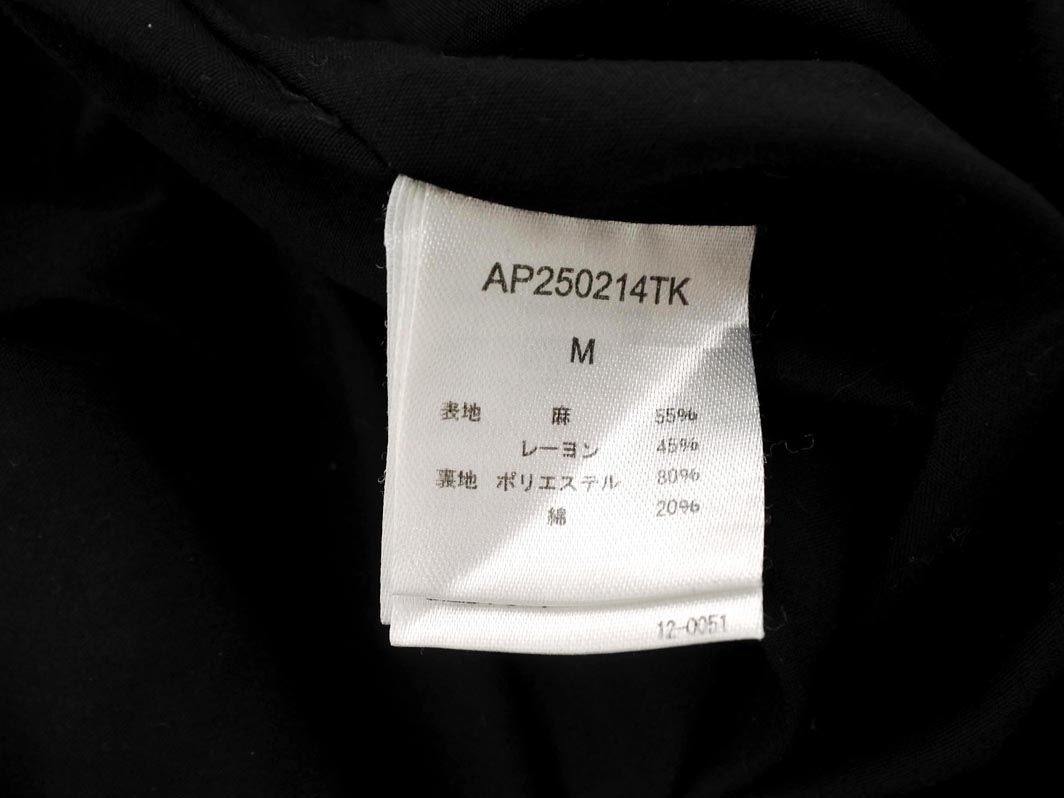 AP250214TK
M
表地 麻 55%
レーヨン 45%
裏地 ポリエステル 80%
綿 20%
12-0051